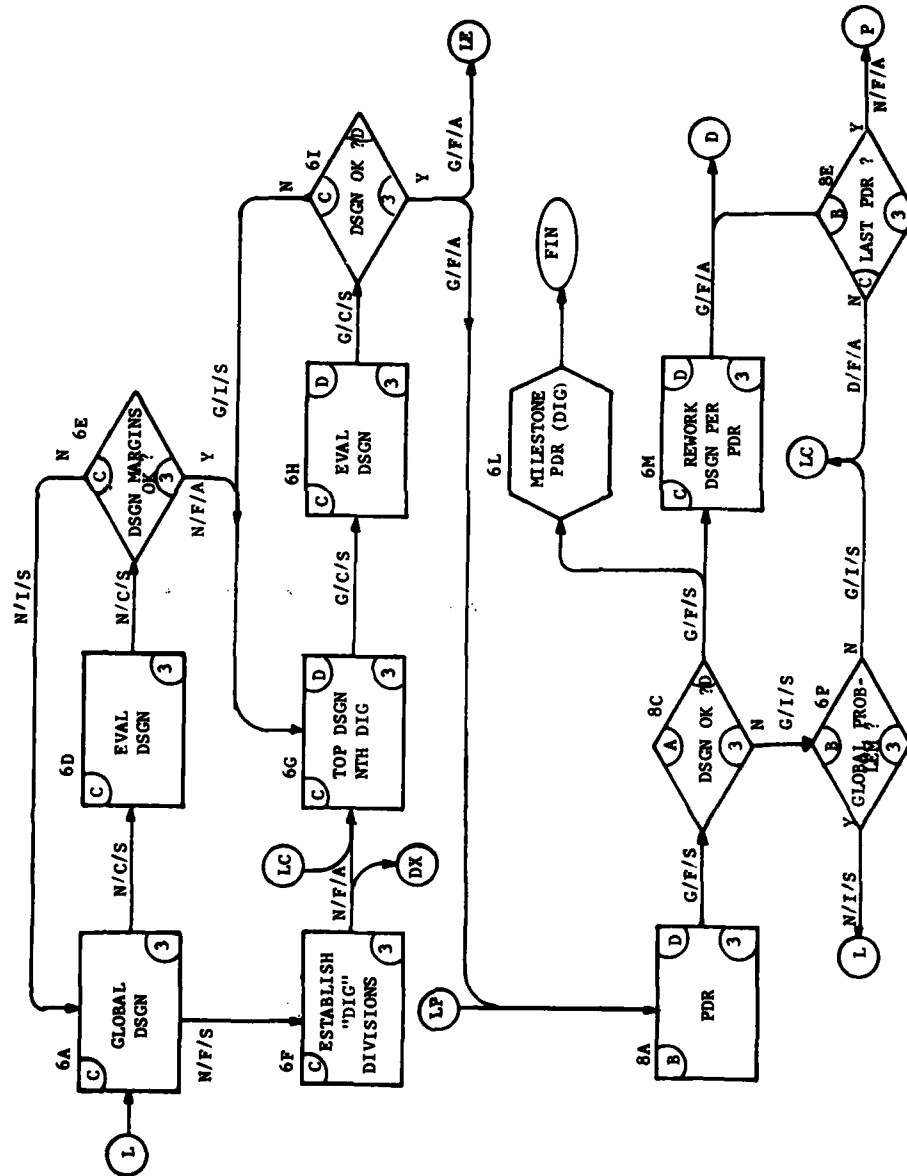 L
6A
C
GLOBAL
DSGN
3
N/I/S
N/C/S
6D
C
EVAL
DSGN
3
N/C/S
6E
N
C
DSGN MARGINS
OK ?
3
Y
N/F/A
N/F/S
6F
C
ESTABLISH
"DIG"
DIVISIONS
3
N/F/A
LC
DX
6G
C
D
TOP DSGN
NTH DIG
3
G/C/S
6H
C
D
EVAL
DSGN
3
G/C/S
G/I/S
6I
N
C
DSGN OK ?
D
3
Y
G/F/A
G/F/A
LE
LP
8A
B
D
PDR
3
G/F/S
8C
A
DSGN OK ?
D
3
N
G/F/S
G/I/S
6L
MILESTONE
PDR (DIG)
FIN
6M
C
D
REWORK
DSGN PER
PDR
3
G/F/A
D
L
N/I/S
Y
6P
B
GLOBAL PROB-
LEM ?
3
N
G/I/S
LC
D/F/A
N
8E
B
C
LAST PDR ?
3
Y
N/F/A
P